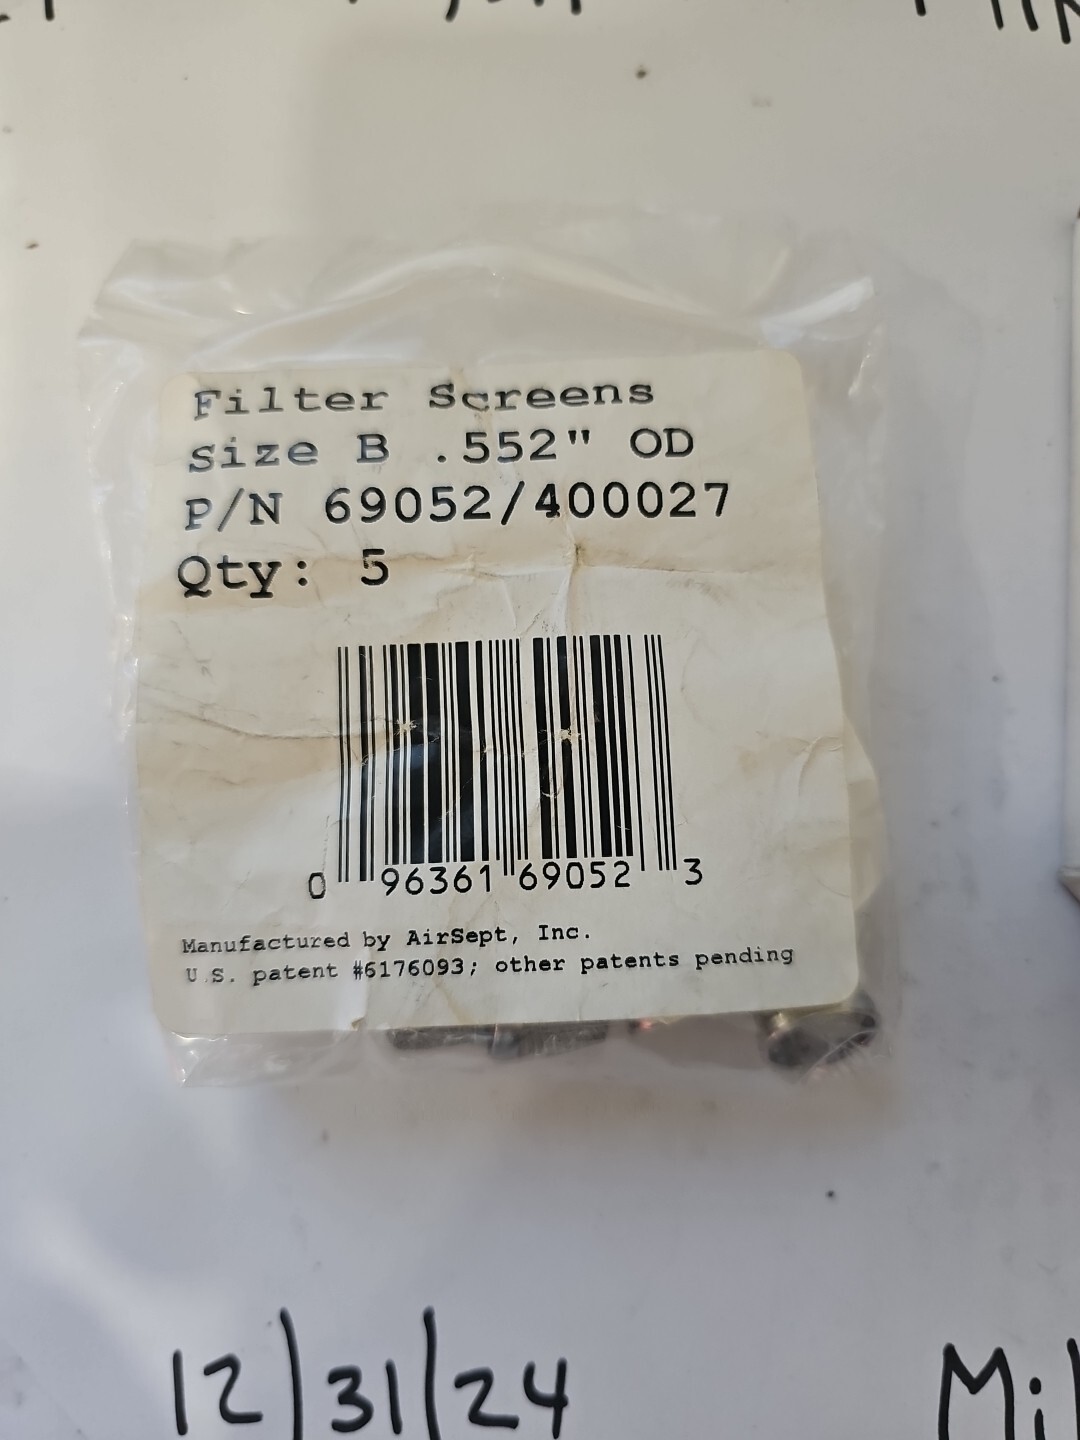 Filter Screens
Size B .552" OD
P/N 69052/400027
Qty: 5
0 96361 69052 3
Manufactured by AirSept, Inc.
U.S. patent #6176093; other patents pending
12/31/24